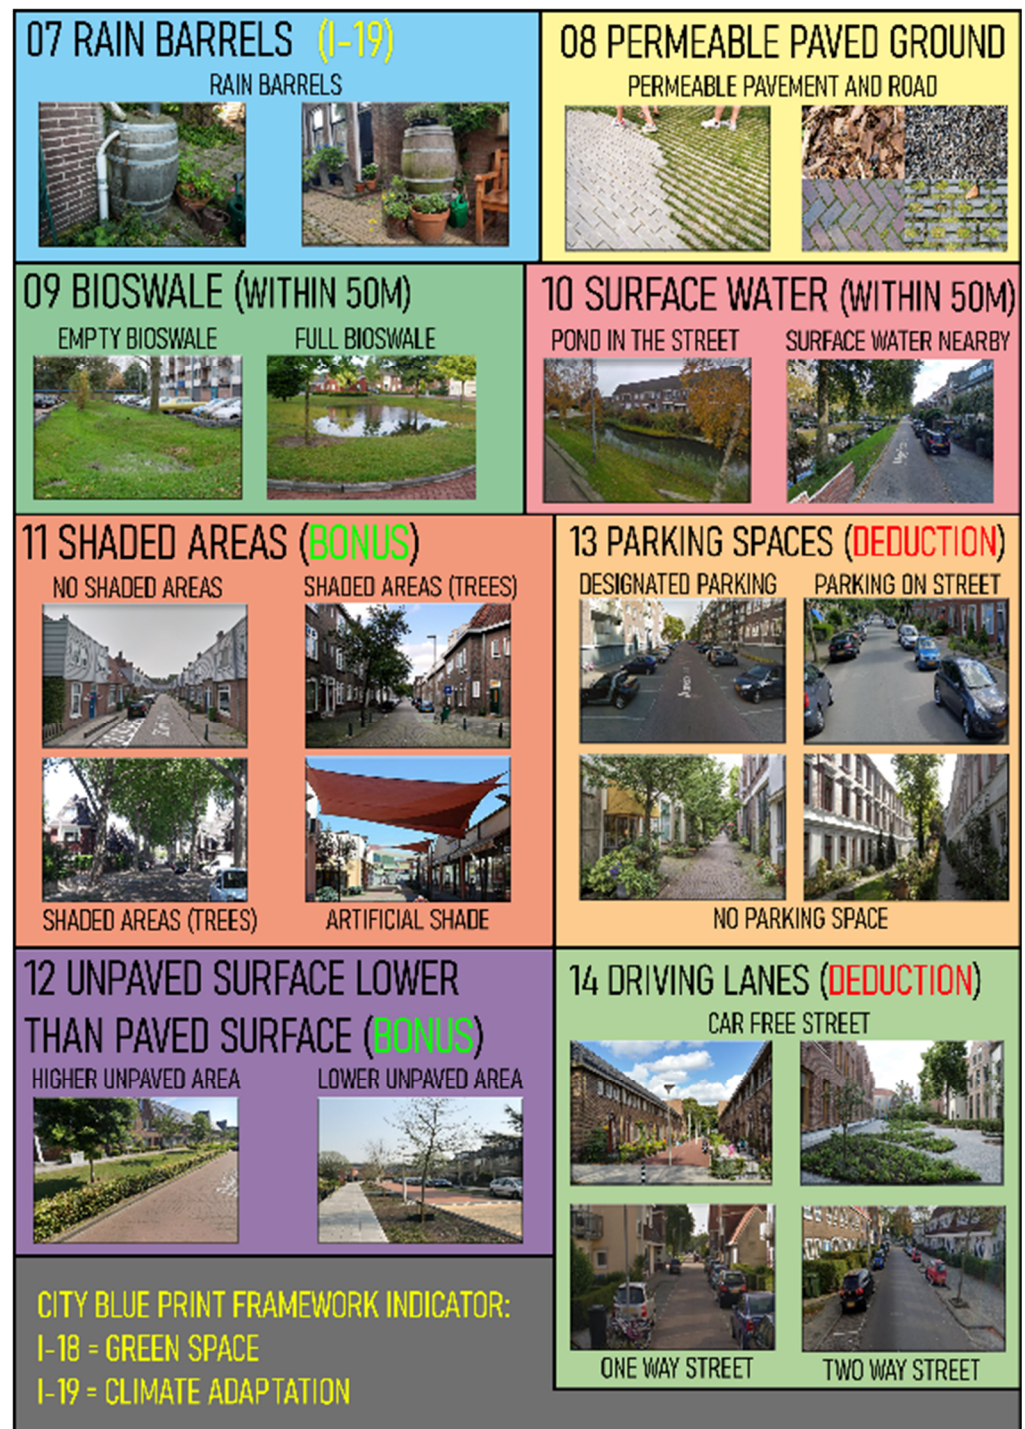 07 RAIN BARRELS (I-19)
RAIN BARRELS
08 PERMEABLE PAVED GROUND
PERMEABLE PAVEMENT AND ROAD
09 BIOSWALE (WITHIN 50M)
EMPTY BIOSWALE
FULL BIOSWALE
10 SURFACE WATER (WITHIN 50M)
POND IN THE STREET
SURFACE WATER NEARBY
11 SHADED AREAS (BONUS)
NO SHADED AREAS
SHADED AREAS (TREES)
SHADED AREAS (TREES)
ARTIFICIAL SHADE
13 PARKING SPACES (DEDUCTION)
DESIGNATED PARKING
PARKING ON STREET
NO PARKING SPACE
12 UNPAVED SURFACE LOWER
THAN PAVED SURFACE (BONUS)
HIGHER UNPAVED AREA
LOWER UNPAVED AREA
14 DRIVING LANES (DEDUCTION)
CAR FREE STREET
ONE WAY STREET
TWO WAY STREET
CITY BLUE PRINT FRAMEWORK INDICATOR:
I-18 = GREEN SPACE
I-19 = CLIMATE ADAPTATION